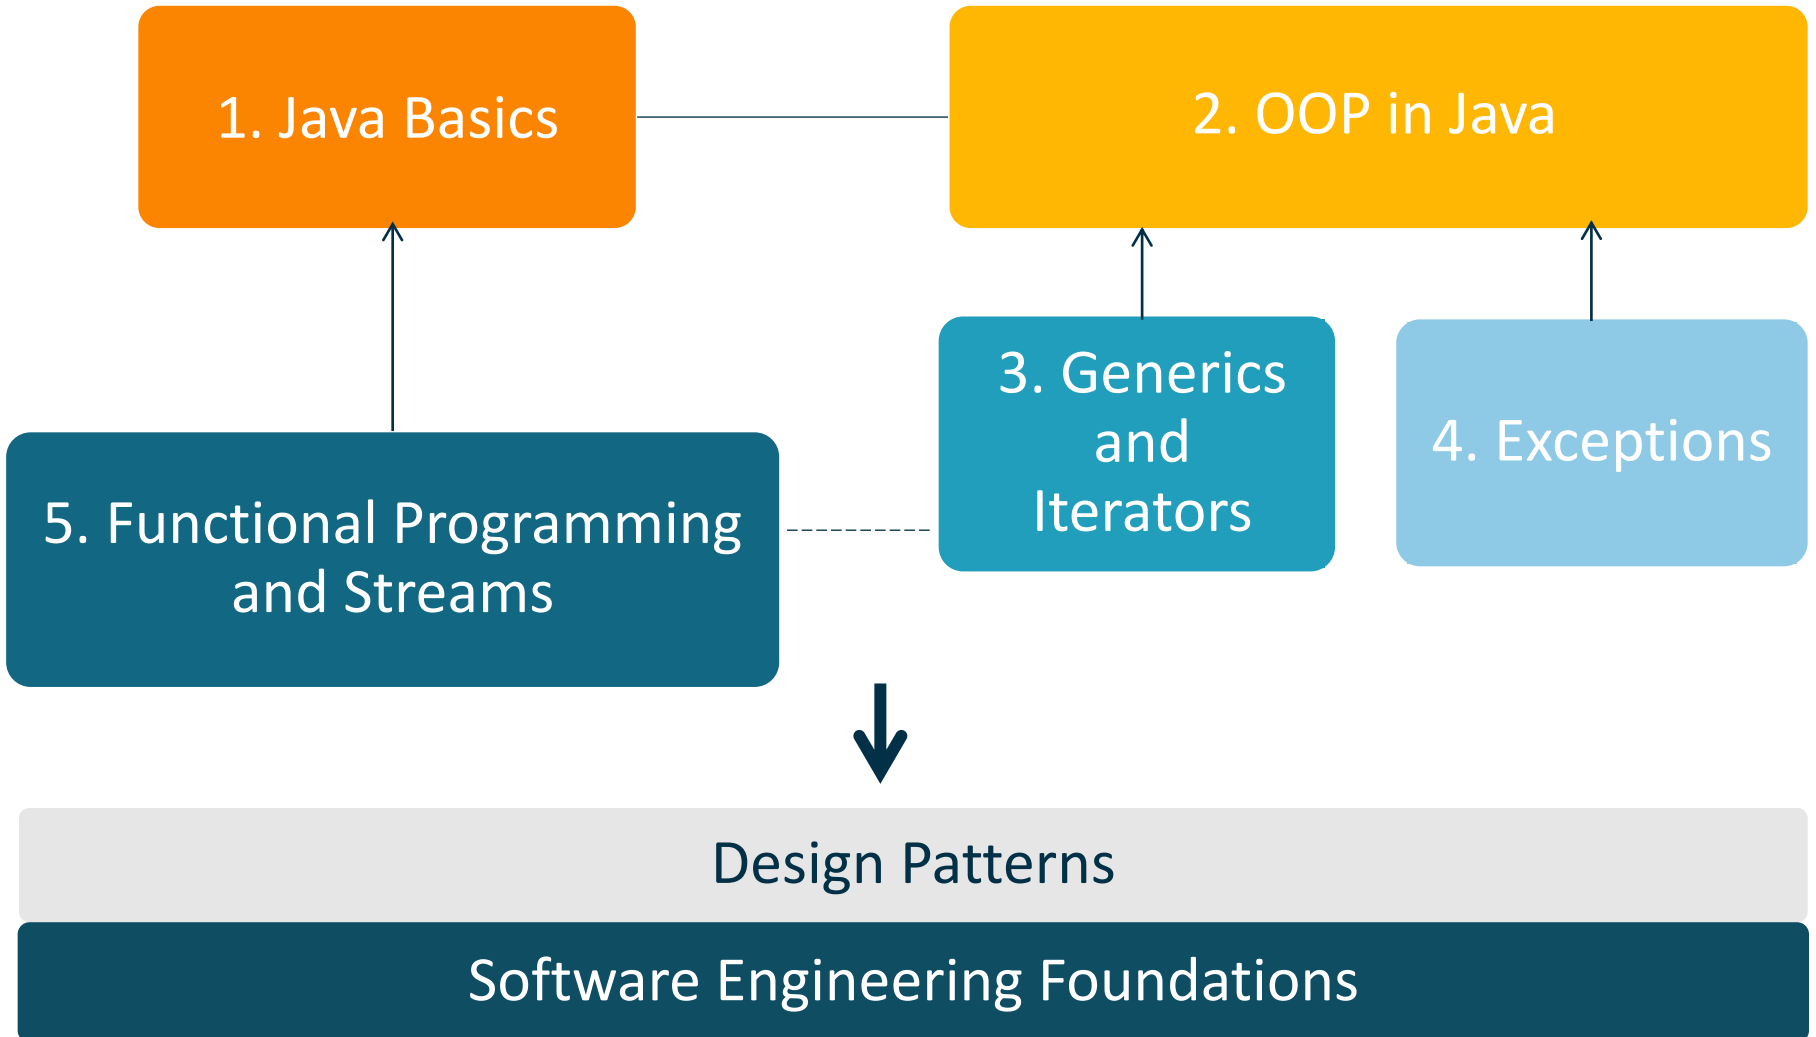 1. Java Basics
2. OOP in Java
3. Generics
and
Iterators
4. Exceptions
5. Functional Programming
and Streams
Design Patterns
Software Engineering Foundations